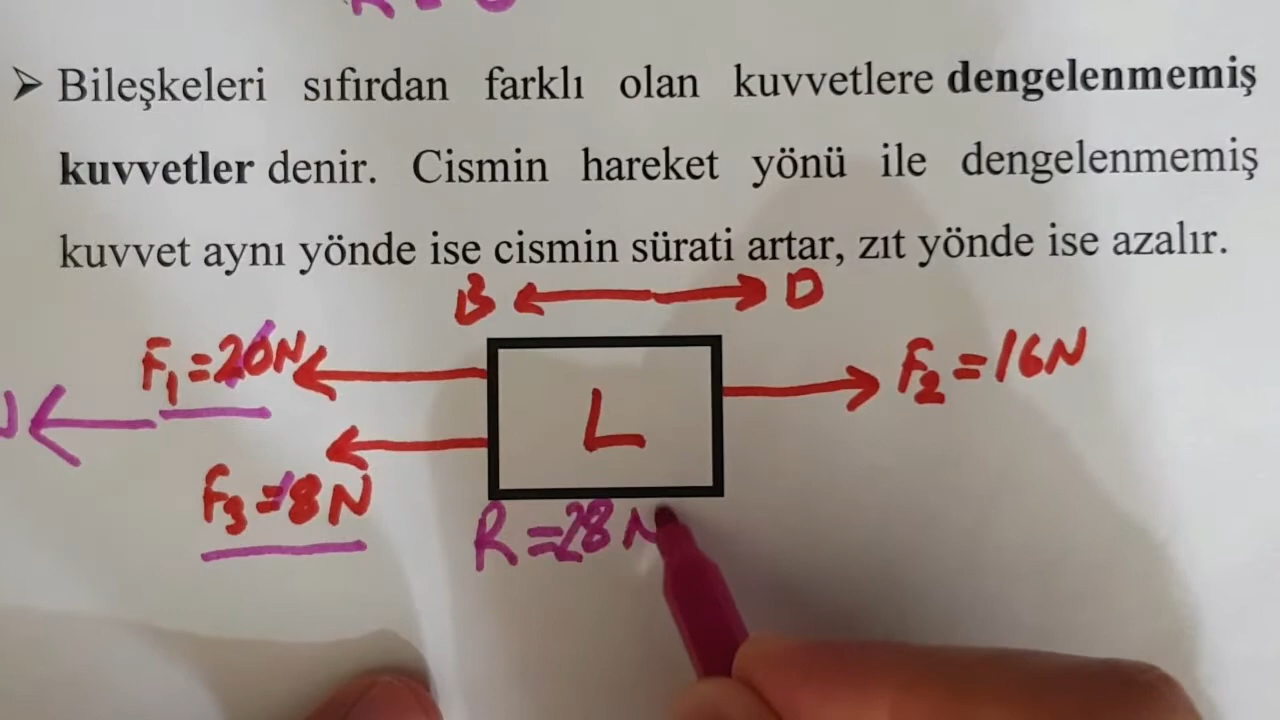 ➤ Bileşkeleri sıfırdan farklı olan kuvvetlere dengelenmemiş
kuvvetler denir. Cismin hareket yönü ile dengelenmemiş
kuvvet aynı yönde ise cismin sürati artar, zıt yönde ise azalır.
B D
F₁=20N
F₂=16N
L
F₃=8N
R=28N